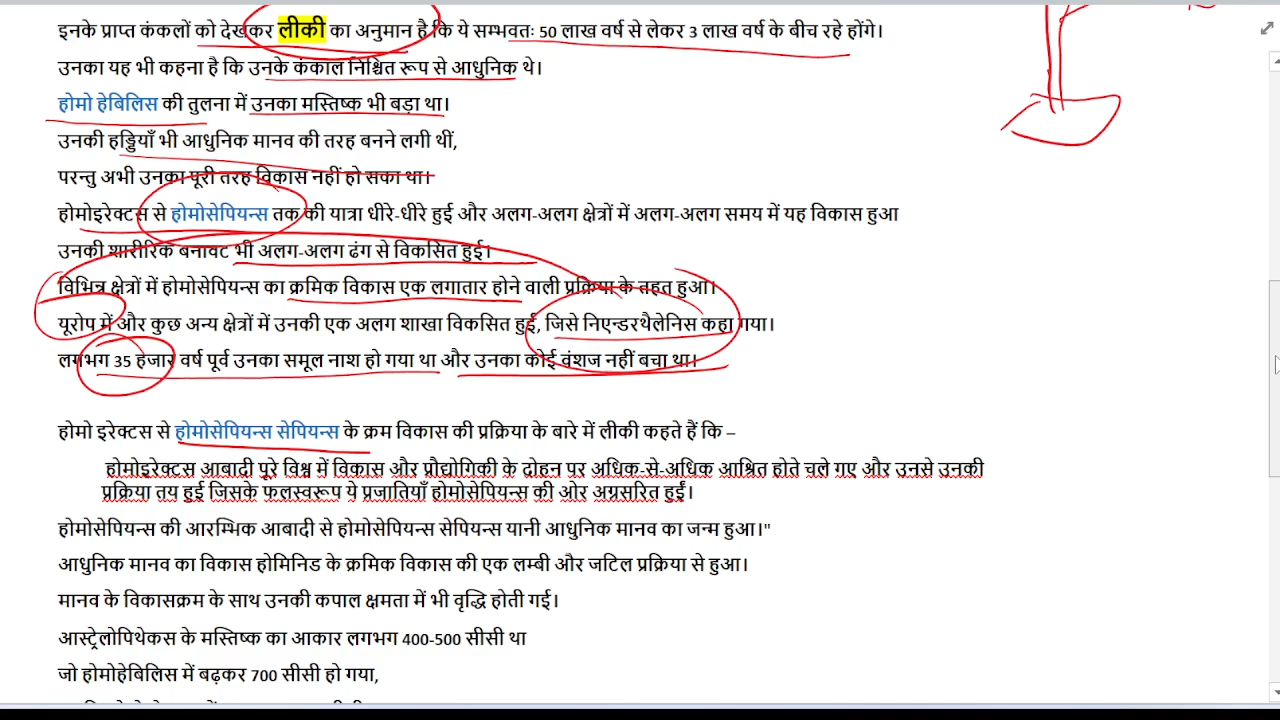 इनके प्राप्त कंकलों को देखकर लीकी का अनुमान है कि ये सम्भवतः 50 लाख वर्ष से लेकर 3 लाख वर्ष के बीच रहे होंगे।
उनका यह भी कहना है कि उनके कंकाल निश्चित रूप से आधुनिक थे।
होमो हेबिलिस की तुलना में उनका मस्तिष्क भी बड़ा था।
उनकी हड्डियाँ भी आधुनिक मानव की तरह बनने लगी थीं,
परन्तु अभी उनका पूरी तरह विकास नहीं हो सका था।
होमोइरेक्टस से होमोसेपियन्स तक की यात्रा धीरे-धीरे हुई और अलग-अलग क्षेत्रों में अलग-अलग समय में यह विकास हुआ
उनकी शारीरिक बनावट भी अलग-अलग ढंग से विकसित हुई।
विभिन्न क्षेत्रों में होमोसेपियन्स का क्रमिक विकास एक लगातार होने वाली प्रक्रिया के तहत हुआ।
यूरोप में और कुछ अन्य क्षेत्रों में उनकी एक अलग शाखा विकसित हुई, जिसे निएन्डरथैलेनिस कहा गया।
लगभग 35 हजार वर्ष पूर्व उनका समूल नाश हो गया था और उनका कोई वंशज नहीं बचा था।
होमो इरेक्टस से होमोसेपियन्स सेपियन्स के क्रम विकास की प्रक्रिया के बारे में लीकी कहते हैं कि –
होमोइरेक्टस आबादी पूरे विश्व में विकास और प्रौद्योगिकी के दोहन पर अधिक-से-अधिक आश्रित होते चले गए और उनसे उनकी
प्रक्रिया तय हुई जिसके फलस्वरूप ये प्रजातियाँ होमोसेपियन्स की ओर अग्रसरित हुईं।
होमोसेपियन्स की आरम्भिक आबादी से होमोसेपियन्स सेपियन्स यानी आधुनिक मानव का जन्म हुआ।"
आधुनिक मानव का विकास होमिनिड के क्रमिक विकास की एक लम्बी और जटिल प्रक्रिया से हुआ।
मानव के विकासक्रम के साथ उनकी कपाल क्षमता में भी वृद्धि होती गई।
आस्ट्रेलोपिथेकस के मस्तिष्क का आकार लगभग 400-500 सीसी था
जो होमोहेबिलिस में बढ़कर 700 सीसी हो गया,